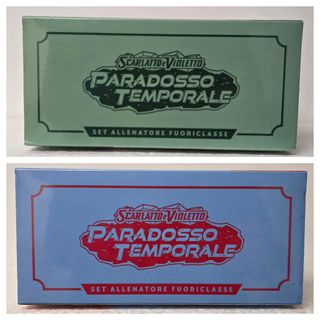 SCARLATTO e VIOLETTO
PARADOSSO
TEMPORALE
SET ALLENATORE FUORICLASSE
SCARLATTO e VIOLETTO
PARADOSSO
TEMPORALE
SET ALLENATORE FUORICLASSE